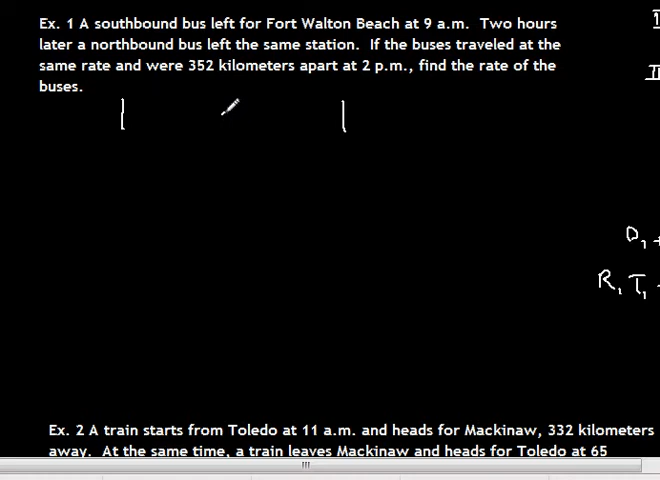 Ex. 1 A southbound bus left for Fort Walton Beach at 9 a.m.  Two hours
later a northbound bus left the same station.  If the buses traveled at the
same rate and were 352 kilometers apart at 2 p.m., find the rate of the
buses.
D₁ +
R₁ T₁
Ex. 2 A train starts from Toledo at 11 a.m. and heads for Mackinaw, 332 kilometers
away.  At the same time, a train leaves Mackinaw and heads for Toledo at 65